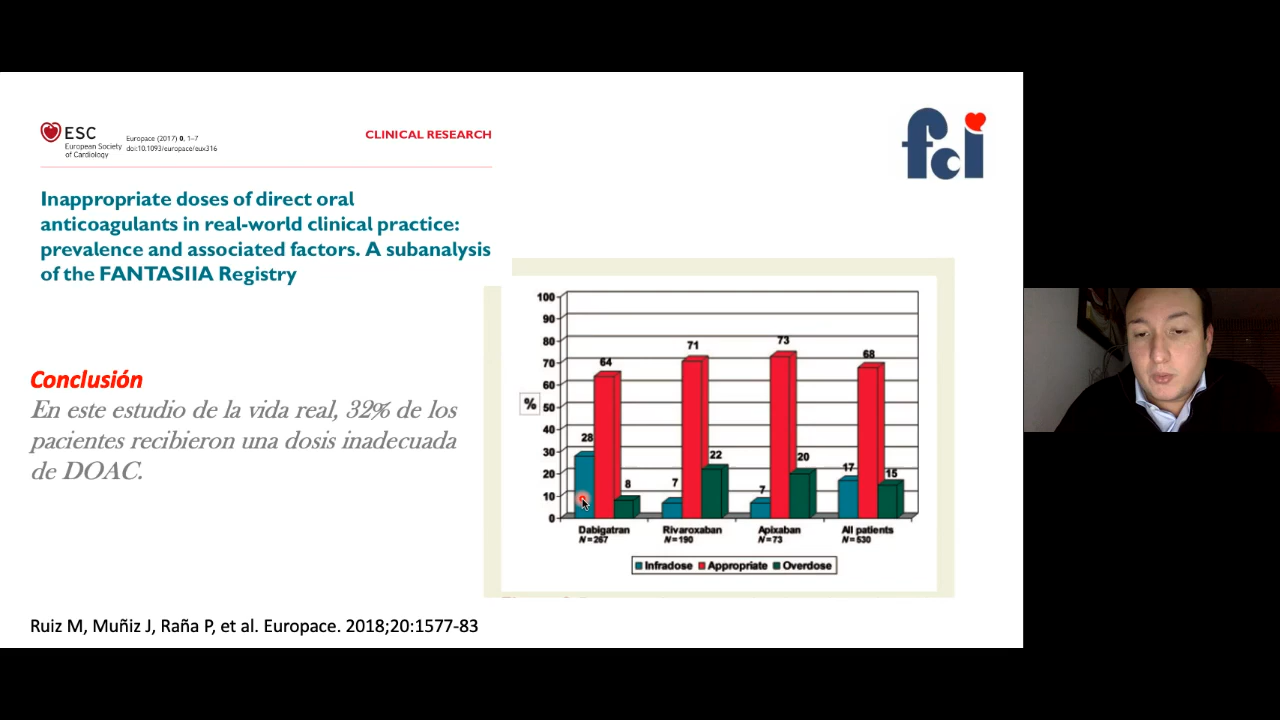 ESC
European Society
of Cardiology
Europace (2017) 0, 1–7
doi:10.1093/europace/eux316
CLINICAL RESEARCH
fci
Inappropriate doses of direct oral
anticoagulants in real-world clinical practice:
prevalence and associated factors. A subanalysis
of the FANTASIIA Registry
Conclusión
En este estudio de la vida real, 32% de los
pacientes recibieron una dosis inadecuada
de DOAC.
%
100
90
80
70
60
50
40
30
20
10
0
28
64
8
7
71
22
7
73
20
17
68
15
Dabigatran
N=267
Rivaroxaban
N=190
Apixaban
N=73
All patients
N=530
Infradose Appropriate Overdose
Ruiz M, Muñiz J, Raña P, et al. Europace. 2018;20:1577-83